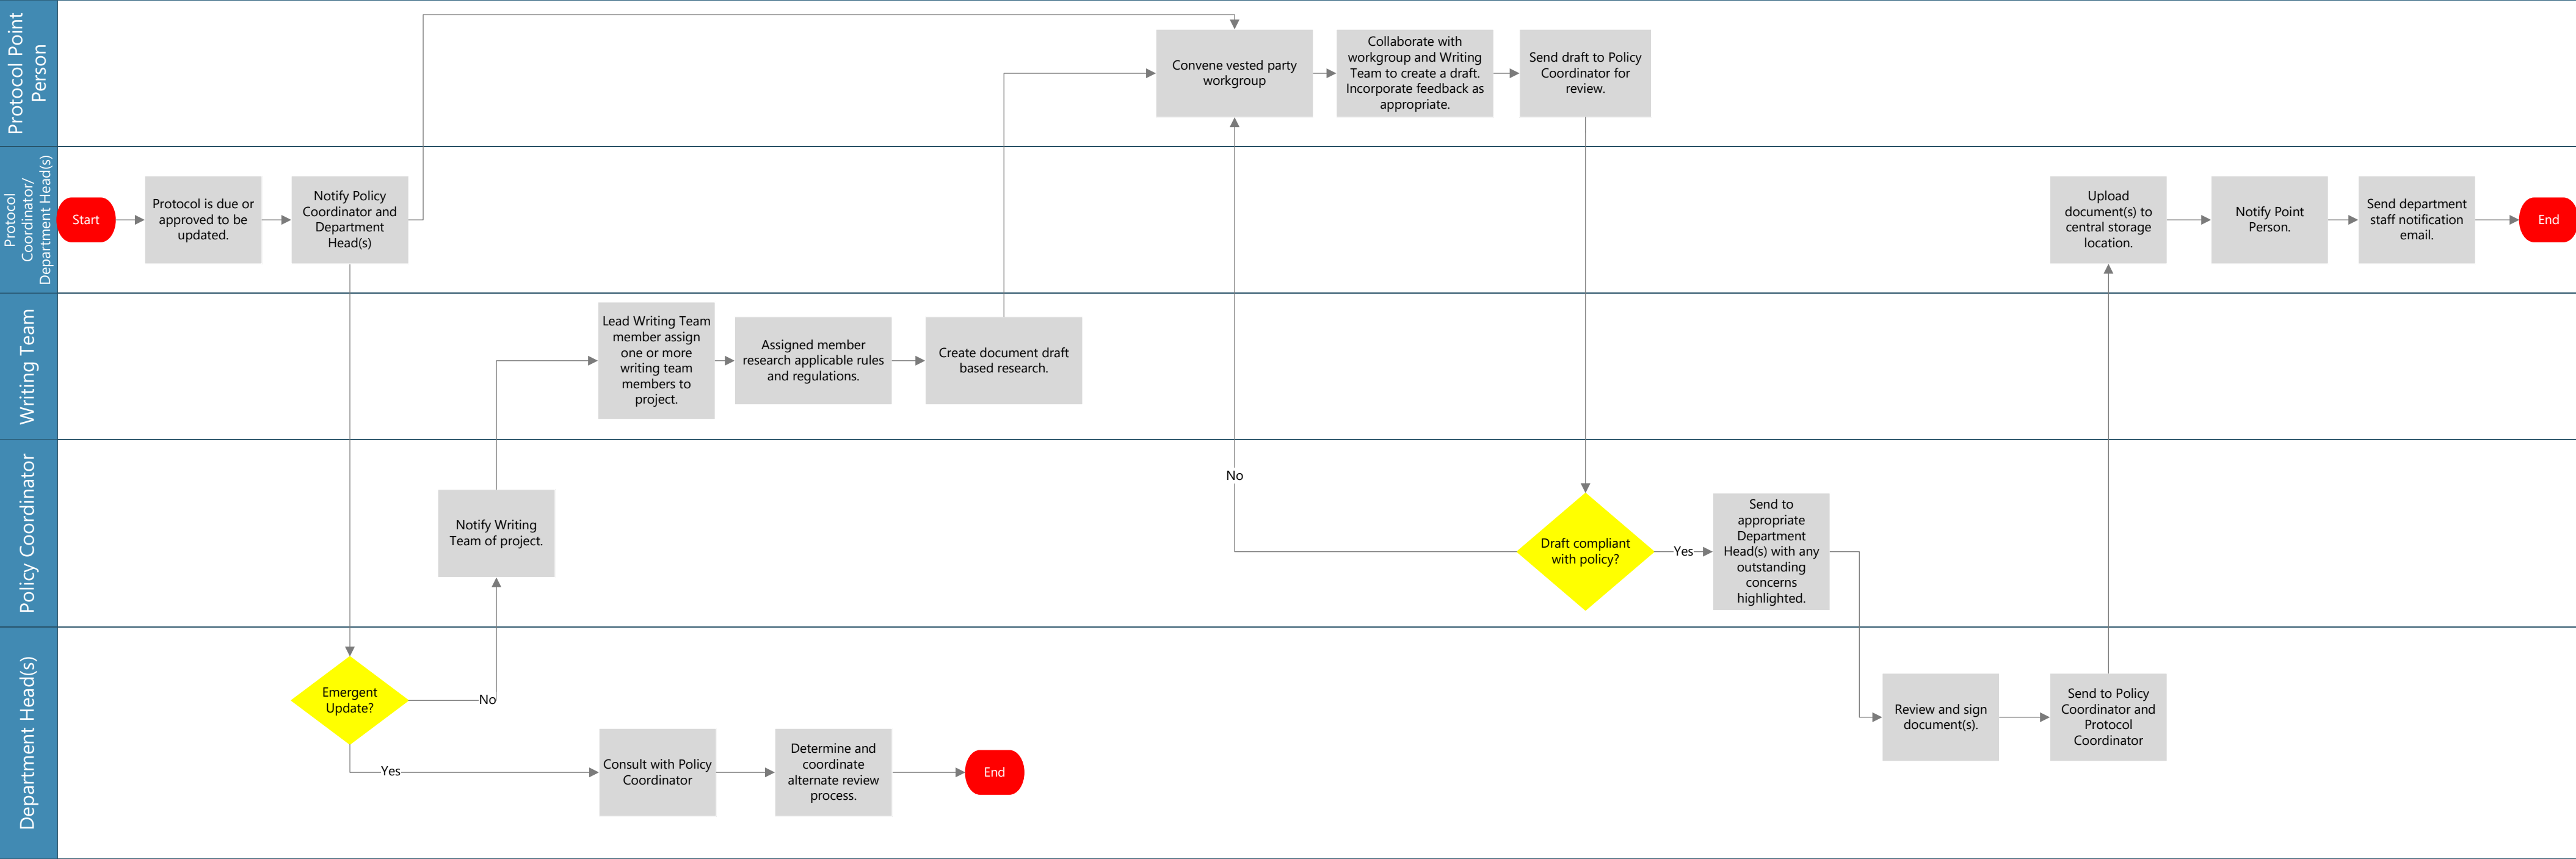 Protocol Point
Person
Convene vested party
workgroup
Collaborate with
workgroup and Writing
Team to create a draft.
Incorporate feedback as
appropriate.
Send draft to Policy
Coordinator for
review.
Protocol
Coordinator/
Department Head(s)
Start
Protocol is due or
approved to be
updated.
Notify Policy
Coordinator and
Department
Head(s)
Upload
document(s) to
central storage
location.
Notify Point
Person.
Send department
staff notification
email.
End
Writing Team
Lead Writing Team
member assign
one or more
writing team
members to
project.
Assigned member
research applicable rules
and regulations.
Create document draft
based research.
Policy Coordinator
Notify Writing
Team of project.
No
Draft compliant
with policy?
Yes
Send to
appropriate
Department
Head(s) with any
outstanding
concerns
highlighted.
Department Head(s)
Emergent
Update?
No
Yes
Consult with Policy
Coordinator
Determine and
coordinate
alternate review
process.
End
Review and sign
document(s).
Send to Policy
Coordinator and
Protocol
Coordinator